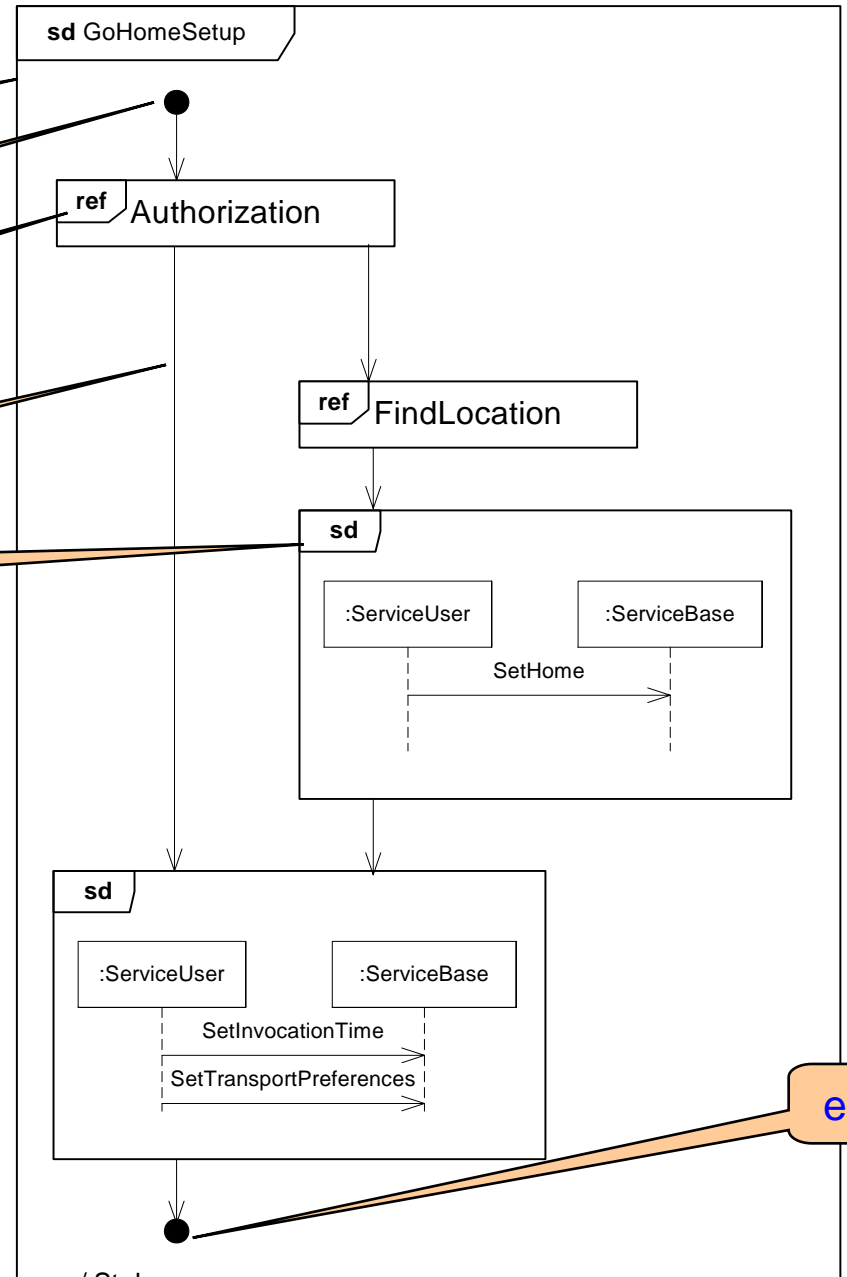 sd GoHomeSetup
ref Authorization
ref FindLocation
sd
:ServiceUser :ServiceBase
SetHome
sd
:ServiceUser :ServiceBase
SetInvocationTime
SetTransportPreferences
e